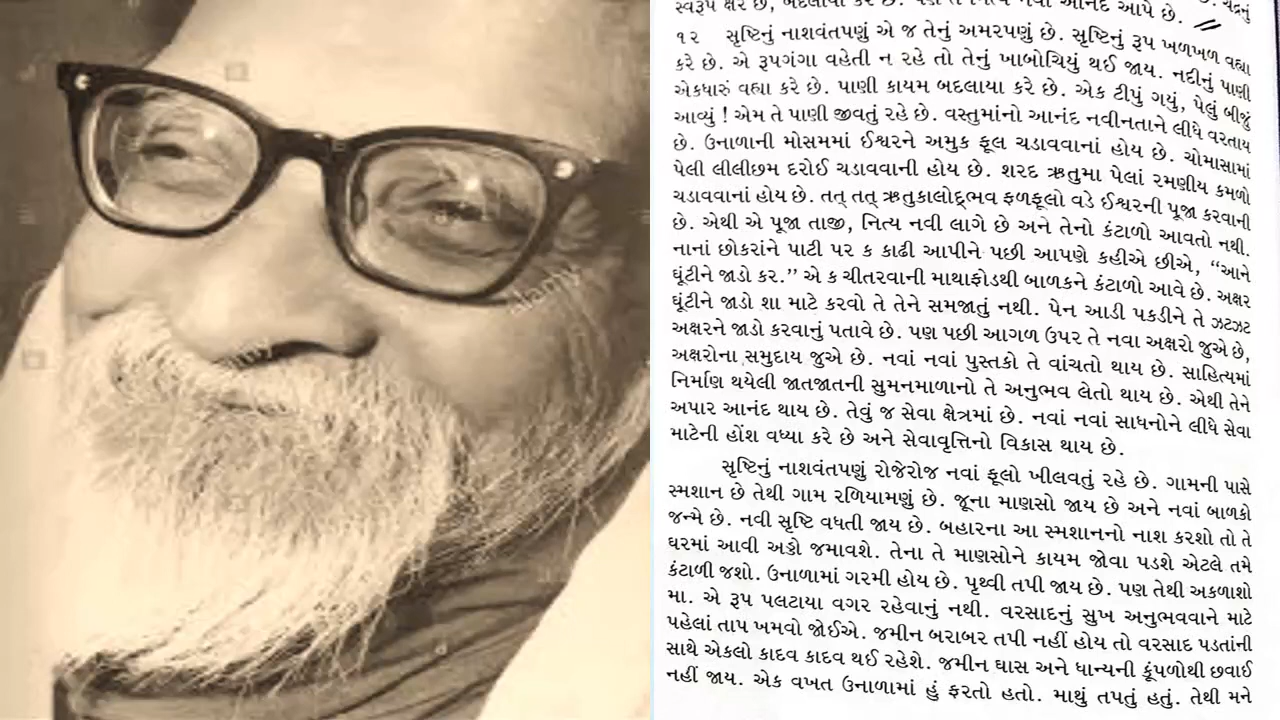 સ્વરૂપ ક્ષર છે, બદલાયા કરે છે. આનંદ આપે છે. ચંદ્રનું
૧૨ સૃષ્ટિનું નાશવંતપણું એ જ તેનું અમરપણું છે. સૃષ્ટિનું રૂપ ખળખળ વહ્યા
કરે છે. એ રૂપગંગા વહેતી ન રહે તો તેનું ખાબોચિયું થઈ જાય. નદીનું પાણી
એકધારું વહ્યા કરે છે. પાણી કાયમ બદલાયા કરે છે. એક ટીપું ગયું, પેલું બીજું
આવ્યું ! એમ તે પાણી જીવતું રહે છે. વસ્તુમાંનો આનંદ નવીનતાને લીધે વરતાય
છે. ઉનાળાની મોસમમાં ઈશ્વરને અમુક ફૂલ ચડાવવાનાં હોય છે. ચોમાસામાં
પેલી લીલીછમ દરોઈ ચડાવવાની હોય છે. શરદ ઋતુમા પેલાં રમણીય કમળો
ચડાવવાનાં હોય છે. તત્ તત્ ઋતુકાલોદ્ભવ ફળફૂલો વડે ઈશ્વરની પૂજા કરવાની
છે. એથી એ પૂજા તાજી, નિત્ય નવી લાગે છે અને તેનો કંટાળો આવતો નથી.
નાનાં છોકરાંને પાટી પર ક કાઢી આપીને પછી આપણે કહીએ છીએ, “આને
ઘૂંટીને જાડો કર.” એ ક ચીતરવાની માથાફોડથી બાળકને કંટાળો આવે છે. અક્ષર
ઘૂંટીને જાડો શા માટે કરવો તે તેને સમજાતું નથી. પેન આડી પકડીને તે ઝટઝટ
અક્ષરને જાડો કરવાનું પતાવે છે. પણ પછી આગળ ઉપર તે નવા અક્ષરો જુએ છે,
અક્ષરોના સમુદાય જુએ છે. નવાં નવાં પુસ્તકો તે વાંચતો થાય છે. સાહિત્યમાં
નિર્માણ થયેલી જાતજાતની સુમનમાળાનો તે અનુભવ લેતો થાય છે. એથી તેને
અપાર આનંદ થાય છે. તેવું જ સેવા ક્ષેત્રમાં છે. નવાં નવાં સાધનોને લીધે સેવા
માટેની હોંશ વધ્યા કરે છે અને સેવાવૃત્તિનો વિકાસ થાય છે.
સૃષ્ટિનું નાશવંતપણું રોજેરોજ નવાં ફૂલો ખીલવતું રહે છે. ગામની પાસે
સ્મશાન છે તેથી ગામ રળિયામણું છે. જૂના માણસો જાય છે અને નવાં બાળકો
જન્મે છે. નવી સૃષ્ટિ વધતી જાય છે. બહારના આ સ્મશાનનો નાશ કરશો તો તે
ઘરમાં આવી અડ્ડો જમાવશે. તેના તે માણસોને કાયમ જોવા પડશે એટલે તમે
કંટાળી જશો. ઉનાળામાં ગરમી હોય છે. પૃથ્વી તપી જાય છે. પણ તેથી અકળાશો
મા. એ રૂપ પલટાયા વગર રહેવાનું નથી. વરસાદનું સુખ અનુભવવાને માટે
પહેલાં તાપ ખમવો જોઈએ. જમીન બરાબર તપી નહીં હોય તો વરસાદ પડતાંની
સાથે એકલો કાદવ કાદવ થઈ રહેશે. જમીન ઘાસ અને ધાન્યની કૂંપળોથી છવાઈ
નહીં જાય. એક વખત ઉનાળામાં હું ફરતો હતો. માથું તપતું હતું. તેથી મને